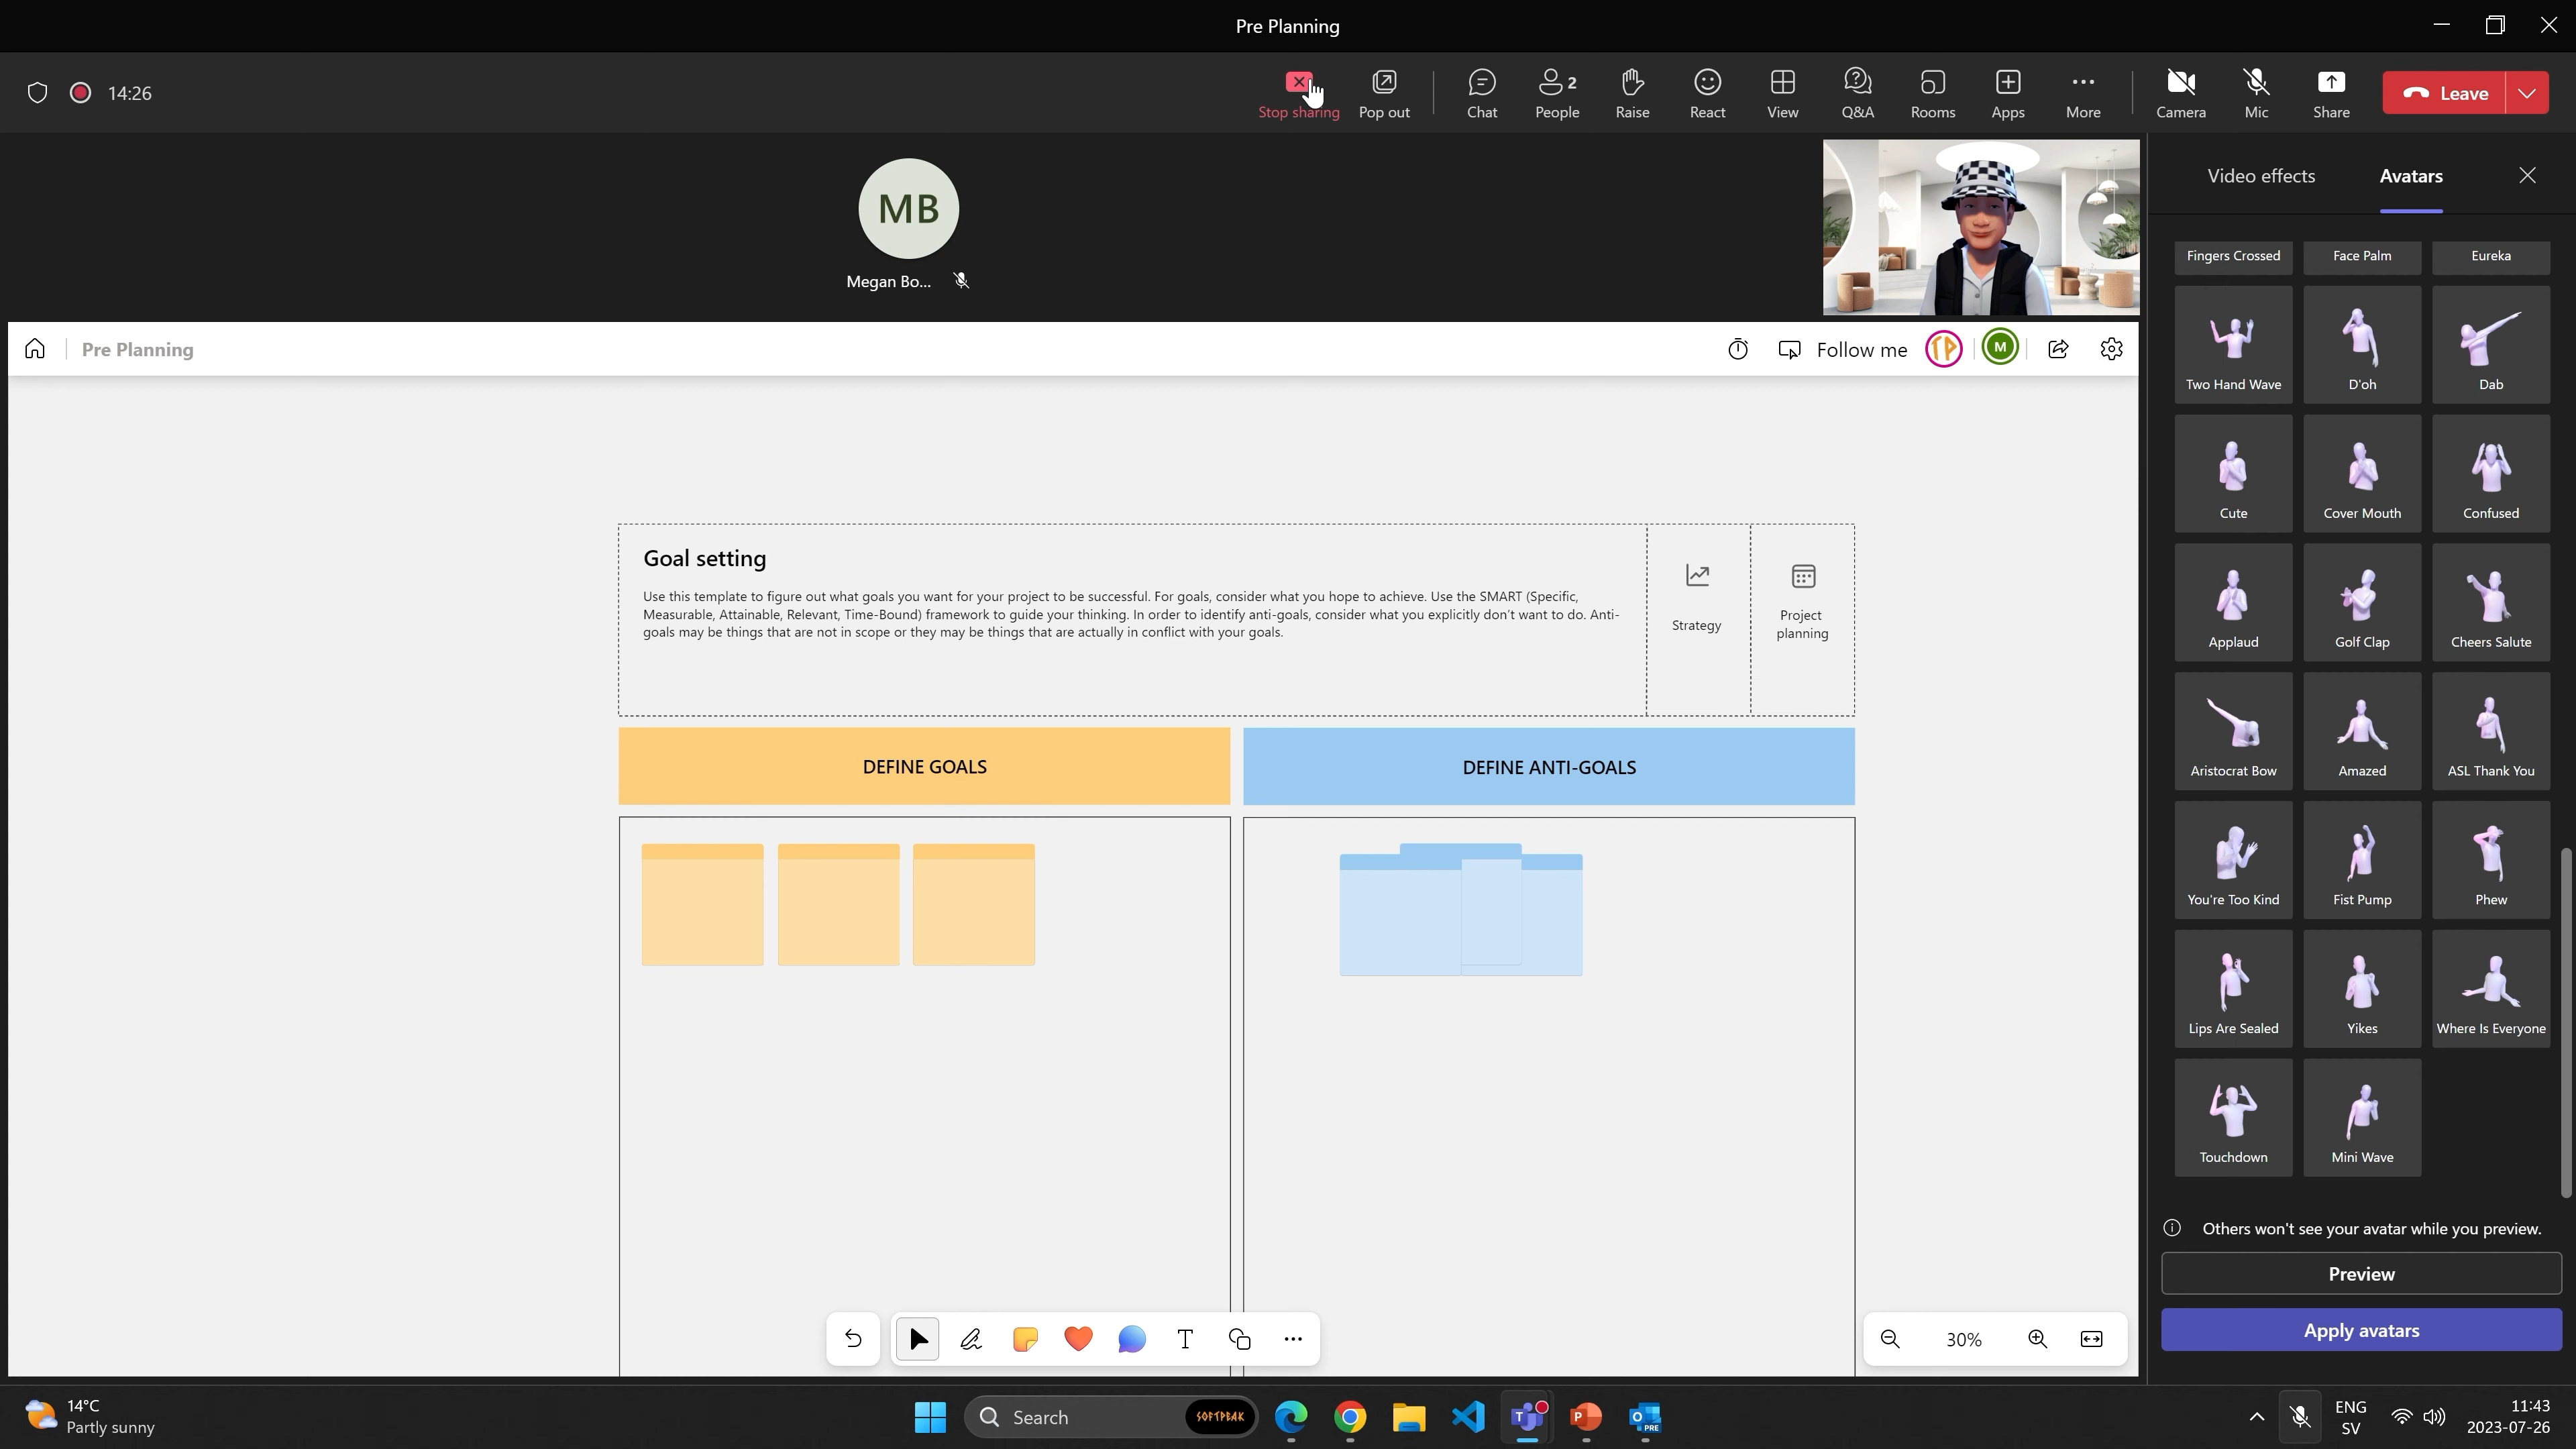 Pre Planning
14:26
Stop sharing
Pop out
Chat
2
People
Raise
React
View
Q&A
Rooms
Apps
More
Camera
Mic
Share
Leave
MB
Megan Bo...
Video effects
Avatars
Pre Planning
Follow me
TP
M
Fingers Crossed
Face Palm
Eureka
Two Hand Wave
D'oh
Dab
Cute
Cover Mouth
Confused
Applaud
Golf Clap
Cheers Salute
Aristocrat Bow
Amazed
ASL Thank You
You're Too Kind
Fist Pump
Phew
Lips Are Sealed
Yikes
Where Is Everyone
Touchdown
Mini Wave
Others won't see your avatar while you preview.
Preview
Apply avatars
Goal setting
Use this template to figure out what goals you want for your project to be successful. For goals, consider what you hope to achieve. Use the SMART (Specific,
Measurable, Attainable, Relevant, Time-Bound) framework to guide your thinking. In order to identify anti-goals, consider what you explicitly don't want to do. Anti-
goals may be things that are not in scope or they may be things that are actually in conflict with your goals.
Strategy
Project
planning
DEFINE GOALS
DEFINE ANTI-GOALS
T
30%
14°C
Partly sunny
Search
SOFTPEAK
T
P
O
PRE
ENG
SV
11:43
2023-07-26